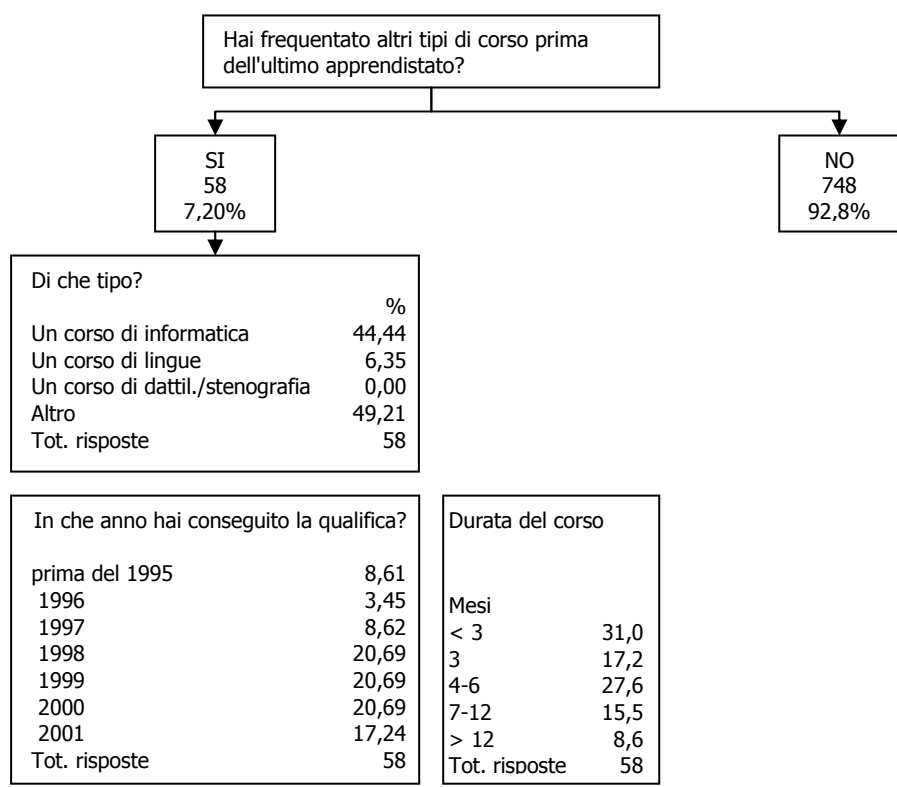 Hai frequentato altri tipi di corso prima
dell'ultimo apprendistato?
SI
58
7,20%
NO
748
92,8%
Di che tipo?
%
Un corso di informatica 44,44
Un corso di lingue 6,35
Un corso di dattil./stenografia 0,00
Altro 49,21
Tot. risposte 58
In che anno hai conseguito la qualifica?
prima del 1995 8,61
1996 3,45
1997 8,62
1998 20,69
1999 20,69
2000 20,69
2001 17,24
Tot. risposte 58
Durata del corso
Mesi
< 3 31,0
3 17,2
4-6 27,6
7-12 15,5
> 12 8,6
Tot. risposte 58